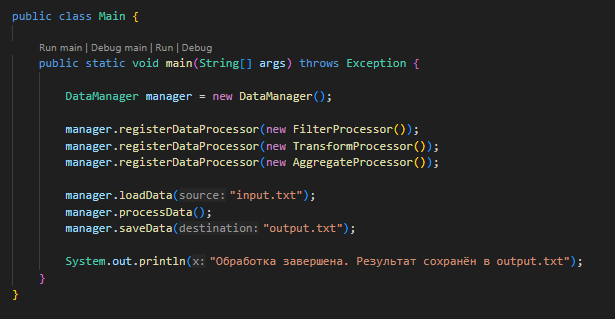 public class Main {
Run main | Debug main | Run | Debug
public static void main(String[] args) throws Exception {
DataManager manager = new DataManager();
manager.registerDataProcessor(new FilterProcessor());
manager.registerDataProcessor(new TransformProcessor());
manager.registerDataProcessor(new AggregateProcessor());
manager.loadData(source: "input.txt");
manager.processData();
manager.saveData(destination: "output.txt");
System.out.println(x: "Обработка завершена. Результат сохранён в output.txt");
}
}